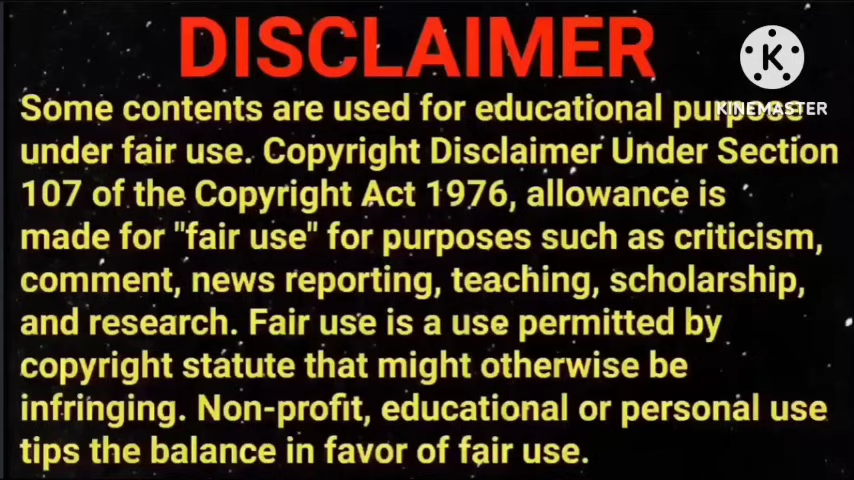 DISCLAIMER
K
KINEMASTER
Some contents are used for educational purpose
under fair use. Copyright Disclaimer Under Section
107 of the Copyright Act 1976, allowance is
made for "fair use" for purposes such as criticism,
comment, news reporting, teaching, scholarship,
and research. Fair use is a use permitted by
copyright statute that might otherwise be
infringing. Non-profit, educational or personal use
tips the balance in favor of fair use.